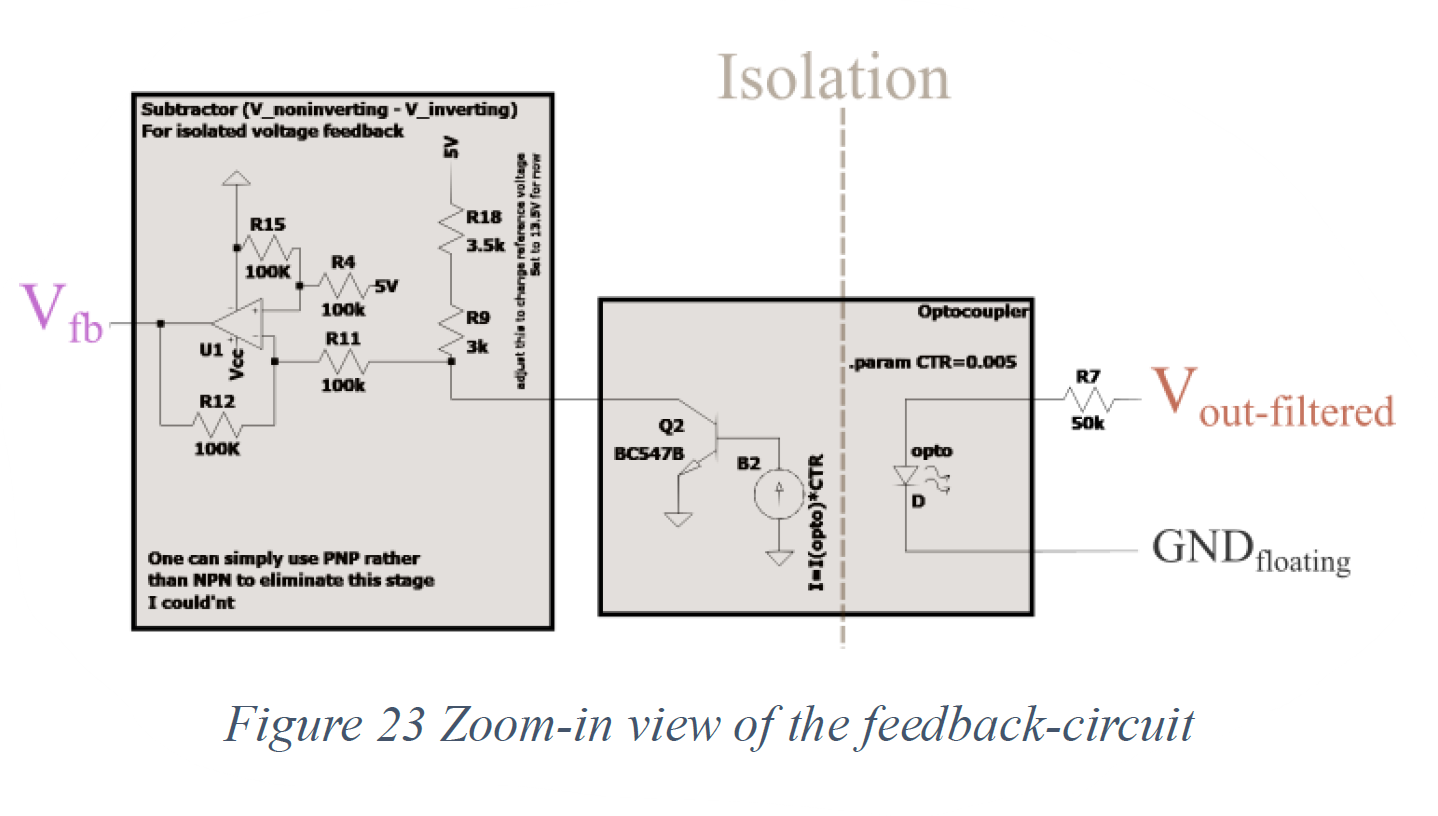 Isolation
Subtractor (V_noninverting - V_inverting)
For isolated voltage feedback
5V
adjust this to change reference voltage
Set to 13.5V for now
R18
3.5k
R15
100K
R4
5V
100k
R9
3k
V fb
U1
Vcc
R11
100k
R12
100K
One can simply use PNP rather
than NPN to eliminate this stage
I could'nt
Optocoupler
.param CTR=0.005
Q2
BC547B
B2
I=I(opto)*CTR
opto
D
R7
50k
V out-filtered
GND floating
Figure 23 Zoom-in view of the feedback-circuit